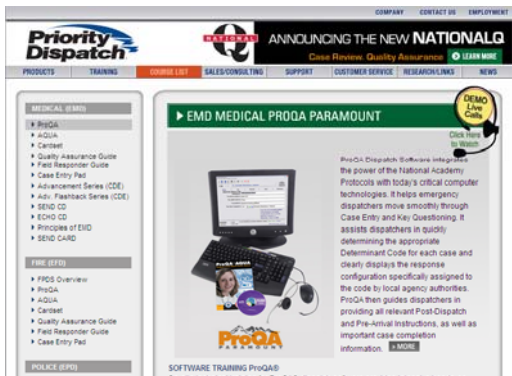 COMPANY CONTACT US EMPLOYMENT
Priority
Dispatch
NATIONAL
Q
ANNOUNCING THE NEW NATIONALQ
Case Review. Quality Assurance LEARN MORE
PRODUCTS TRAINING COURSE LIST SALES/CONSULTING SUPPORT CUSTOMER SERVICE RESEARCH/LINKS NEWS
MEDICAL (EMD)
ProQA
AQUA
Cardset
Quality Assurance Guide
Field Responder Guide
Case Entry Pad
Advancement Series (CDE)
Adv. Flashback Series (CDE)
SEND CD
ECHO CD
Principles of EMD
SEND CARD
FIRE (EFD)
FPDS Overview
ProQA
AQUA
Cardset
Quality Assurance Guide
Field Responder Guide
Case Entry Pad
POLICE (EPD)
EMD MEDICAL PROQA PARAMOUNT
DEMO
Live
Calls
Click Here
to Watch
ProQA Dispatch Software integrates
the power of the National Academy
Protocols with today's critical computer
technologies. It helps emergency
dispatchers move smoothly through
Case Entry and Key Questioning. It
assists dispatchers in quickly
determining the appropriate
Determinant Code for each case and
clearly displays the response
configuration specifically assigned to
the code by local agency authorities.
ProQA then guides dispatchers in
providing all relevant Post-Dispatch
and Pre-Arrival Instructions, as well as
important case completion
information. MORE
ProQA AQUA
ProQA
PARAMOUNT
SOFTWARE TRAINING ProQA®